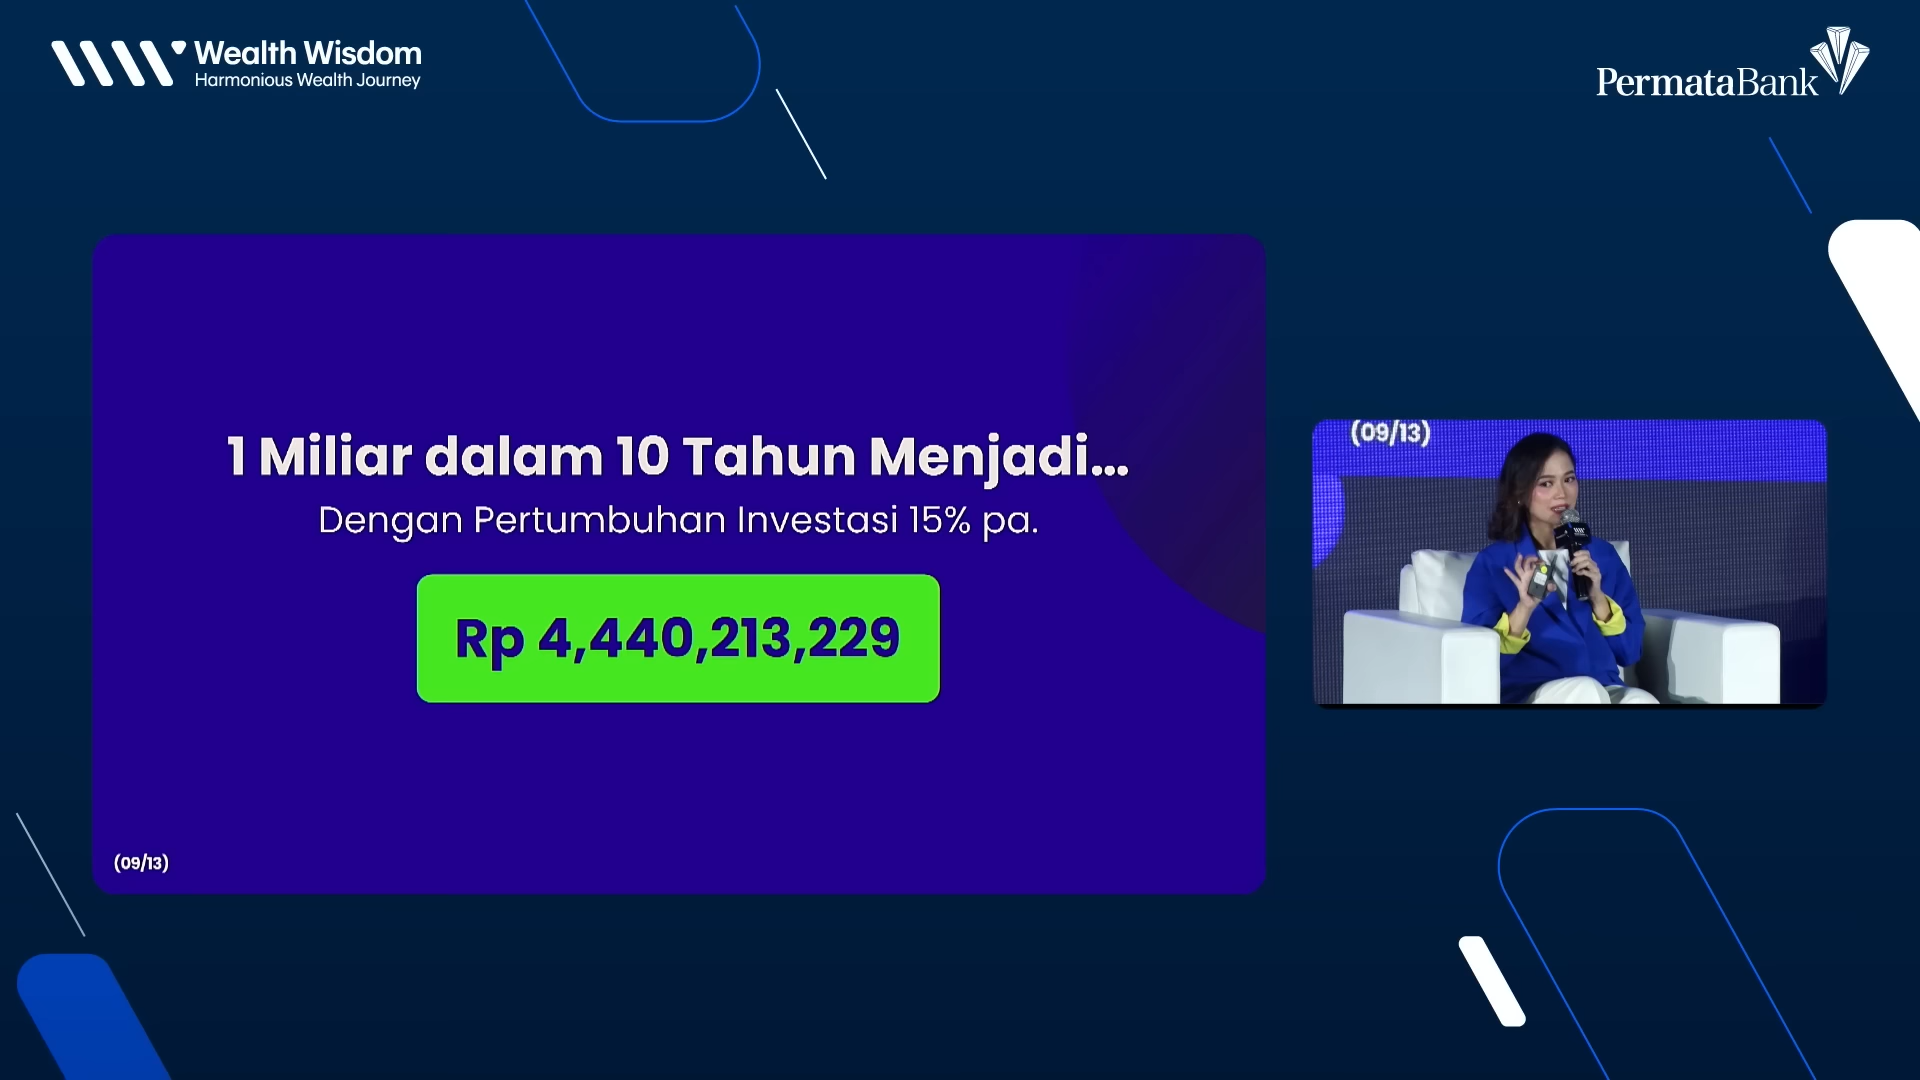 Wealth Wisdom
Harmonious Wealth Journey
PermataBank
1 Miliar dalam 10 Tahun Menjadi...
Dengan Pertumbuhan Investasi 15% pa.
Rp 4,440,213,229
(09/13)
(09/13)